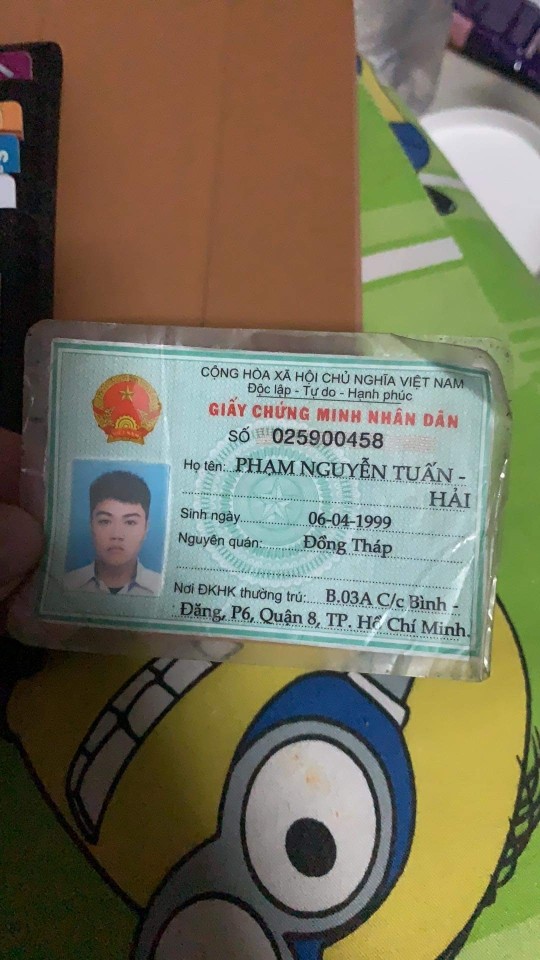 CỘNG HÒA XÃ HỘI CHỦ NGHĨA VIỆT NAM
Độc lập - Tự do - Hạnh phúc
GIẤY CHỨNG MINH NHÂN DÂN
SỐ 025900458
Họ tên: PHẠM NGUYỄN TUẤN -
HẢI
Sinh ngày 06-04-1999
Nguyên quán: Đồng Tháp
Nơi ĐKHK thường trú: B.03A C/c Bình -
Đăng, P6, Quận 8, TP. Hồ Chí Minh.
VIỆT NAM